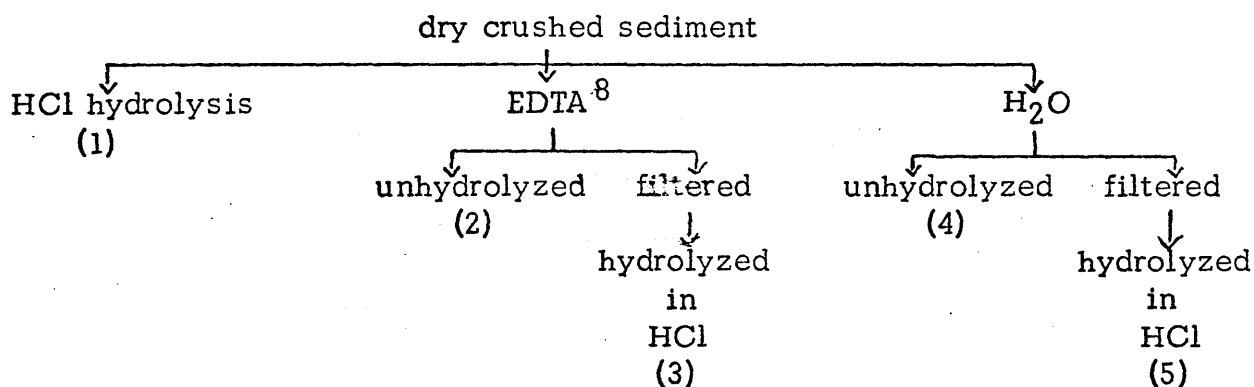 dry crushed sediment
HCl hydrolysis EDTA 8 H2O
(1)
unhydrolyzed filtered unhydrolyzed filtered
(2) (4)
hydrolyzed hydrolyzed
in in
HCl HCl
(3) (5)